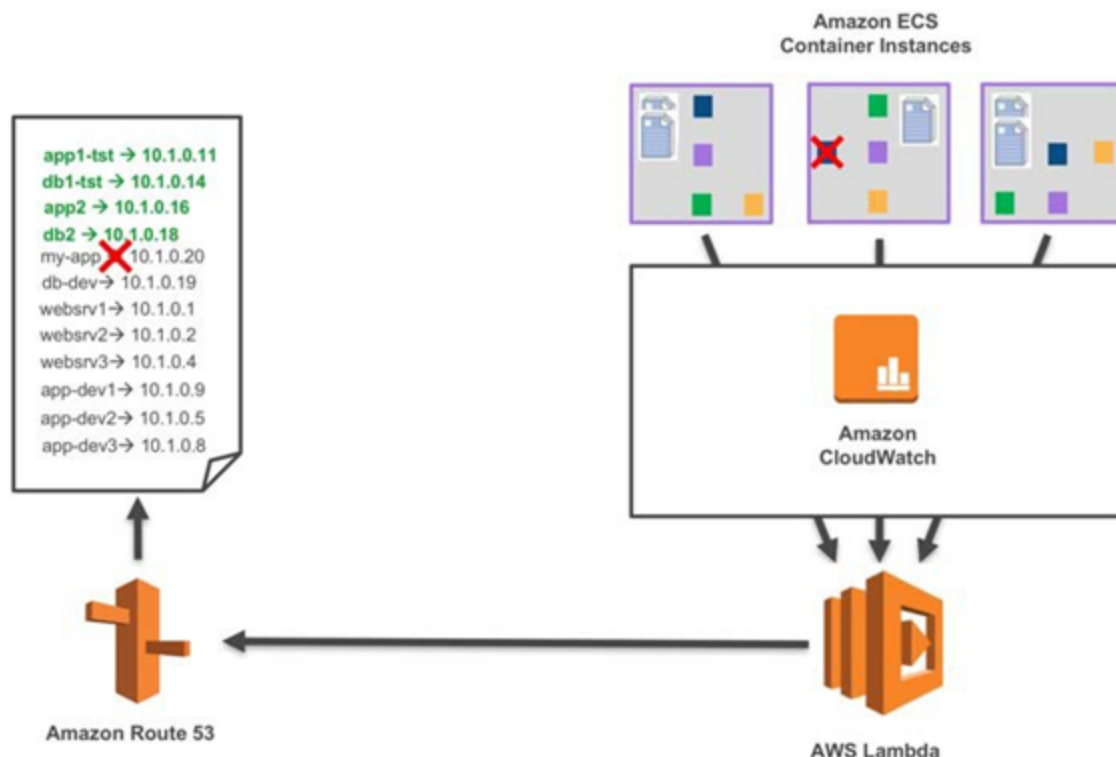 Amazon ECS
Container Instances
app1-tst → 10.1.0.11
db1-tst → 10.1.0.14
app2 → 10.1.0.16
db2 → 10.1.0.18
my-app 10.1.0.20
db-dev→ 10.1.0.19
websrv1→ 10.1.0.1
websrv2→ 10.1.0.2
websrv3→ 10.1.0.4
app-dev1→ 10.1.0.9
app-dev2→ 10.1.0.5
app-dev3→ 10.1.0.8
Amazon
CloudWatch
Amazon Route 53
AWS Lambda